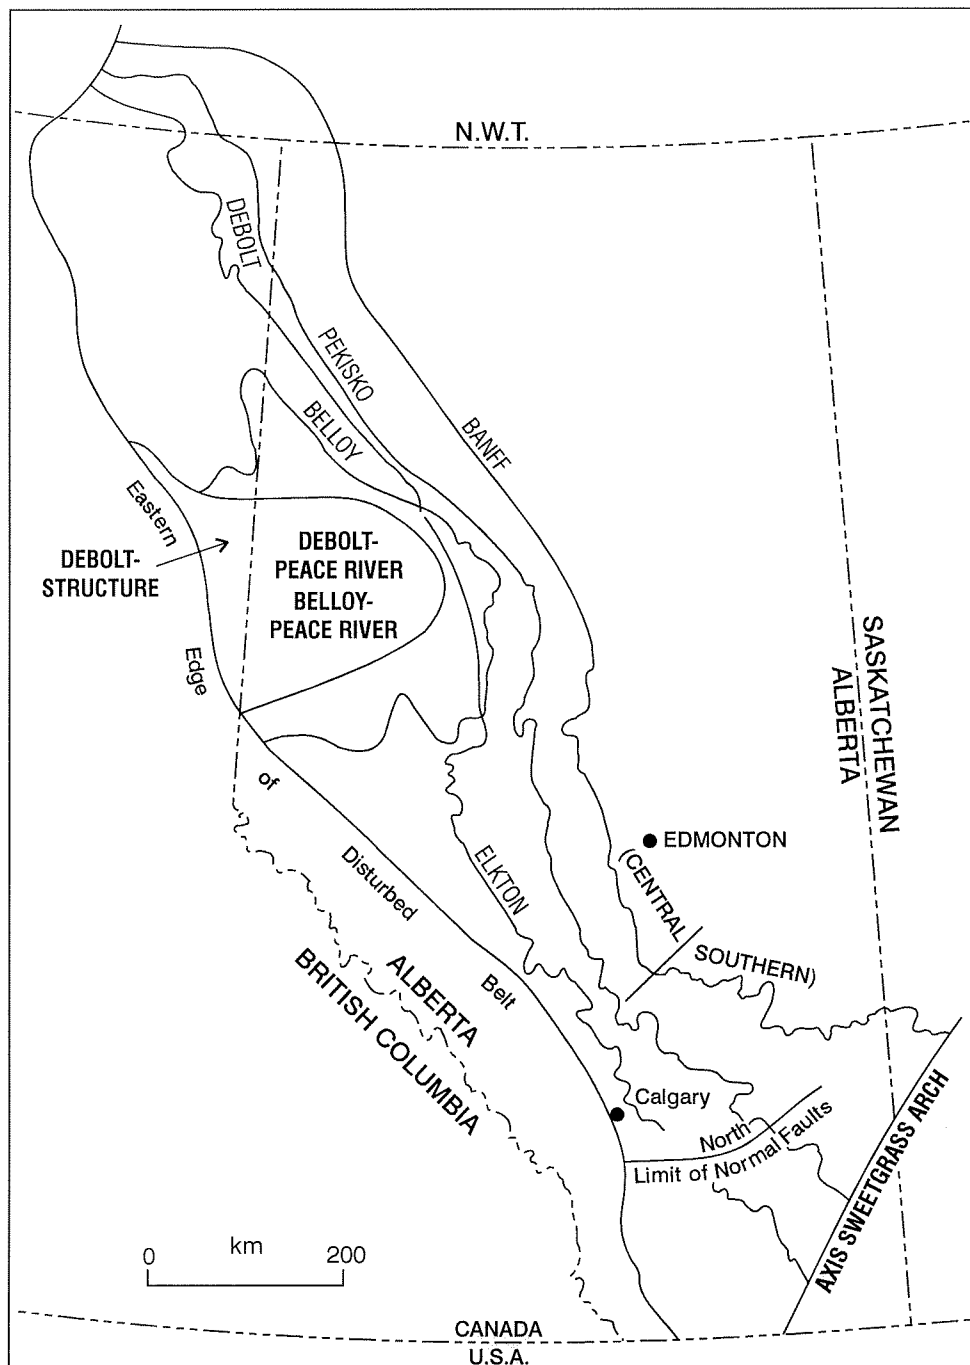 N.W.T.
DEBOLT
PEKISKO
BELLOY
BANFF
Eastern
DEBOLT-
STRUCTURE
DEBOLT-
PEACE RIVER
BELLOY-
PEACE RIVER
Edge
SASKATCHEWAN
ALBERTA
of
EDMONTON
Disturbed
ELKTON
(CENTRAL
SOUTHERN)
Belt
ALBERTA
BRITISH COLUMBIA
Calgary
North
Limit of Normal Faults
AXIS SWEETGRASS ARCH
0 km 200
CANADA
U.S.A.